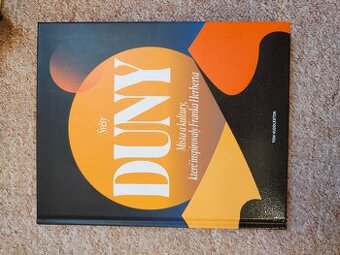 Světy
DUNY
Místa a kultury,
které inspirovaly Franka Herberta
TOM HUDDLESTON